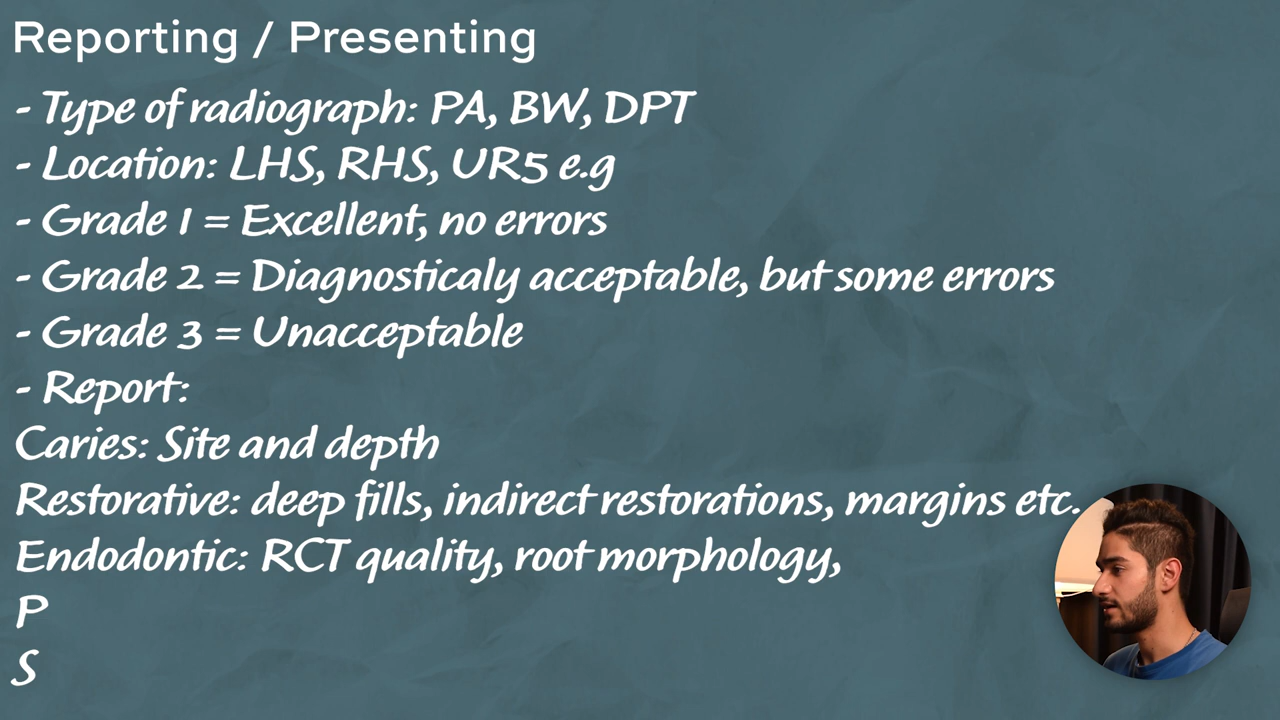 Reporting / Presenting
- Type of radiograph: PA, BW, DPT
- Location: LHS, RHS, UR5 e.g
- Grade 1 = Excellent, no errors
- Grade 2 = Diagnosticaly acceptable, but some errors
- Grade 3 = Unacceptable
- Report:
Caries: Site and depth
Restorative: deep fills, indirect restorations, margins etc.
Endodontic: RCT quality, root morphology,
P
S